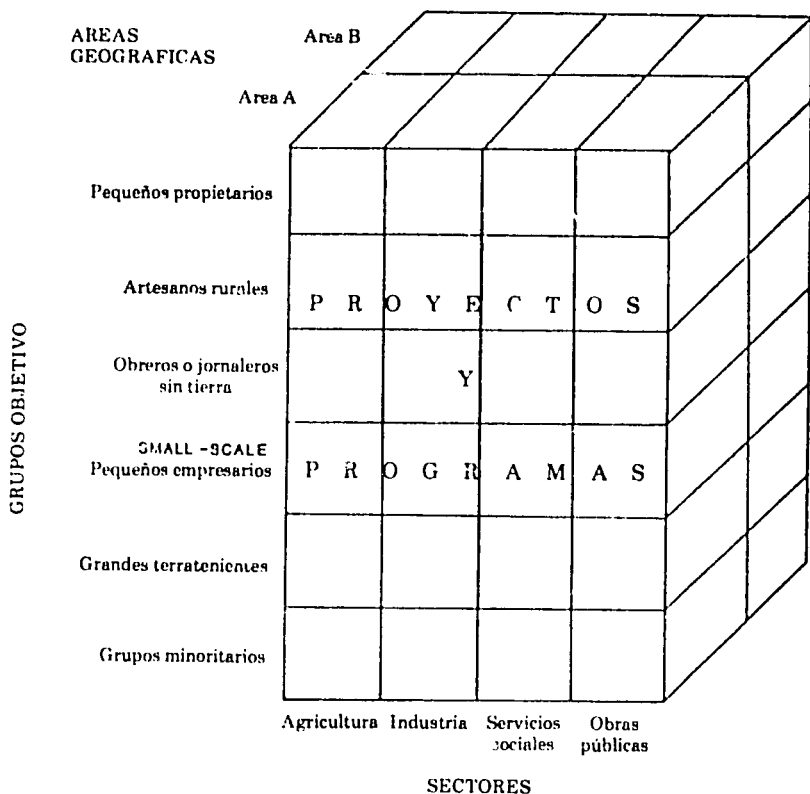 AREAS
GEOGRAFICAS
Area B
Area A
GRUPOS OBJETIVO
Pequeños propietarios
Artesanos rurales
P R O Y E C T O S
Obreros o jornaleros
sin tierra
Y
SMALL-SCALE
Pequeños empresarios
P R O G R A M A S
Grandes terratenientes
Grupos minoritarios
Agricultura Industria Servicios sociales Obras públicas
SECTORES